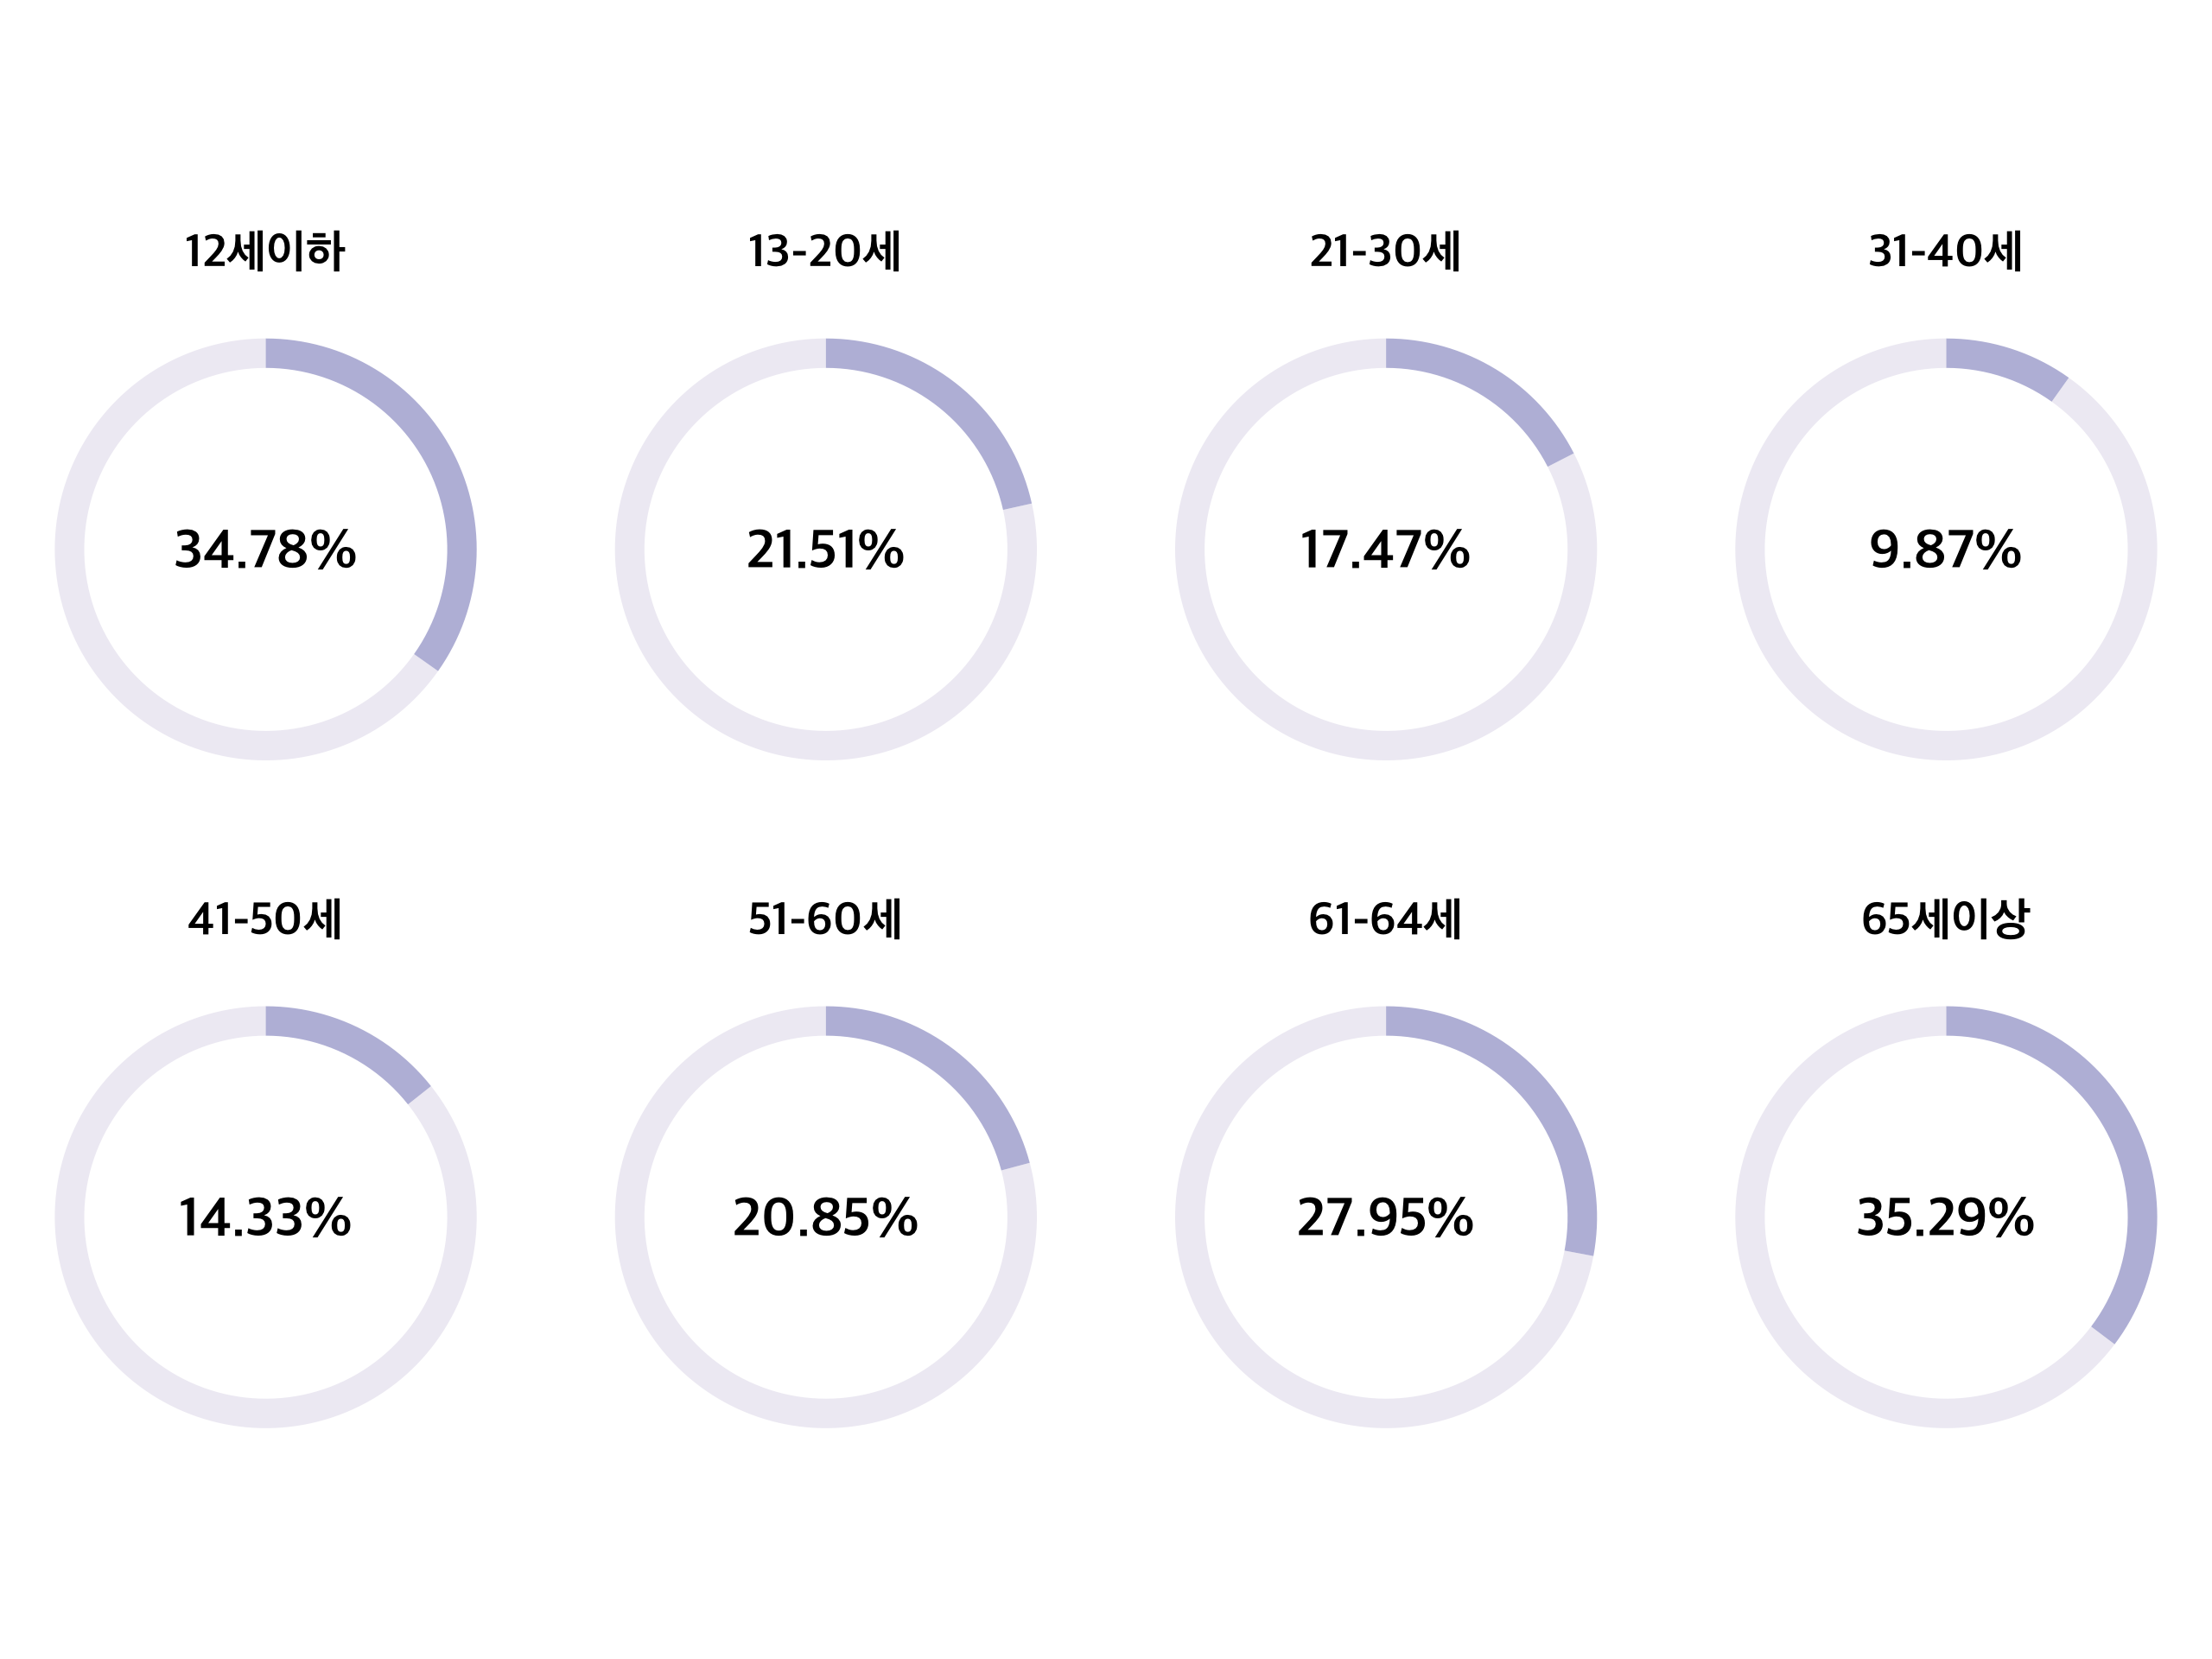 12세이하
13-20세
21-30세
31-40세
34.78%
21.51%
17.47%
9.87%
41-50세
51-60세
61-64세
65세이상
14.33%
20.85%
27.95%
35.29%